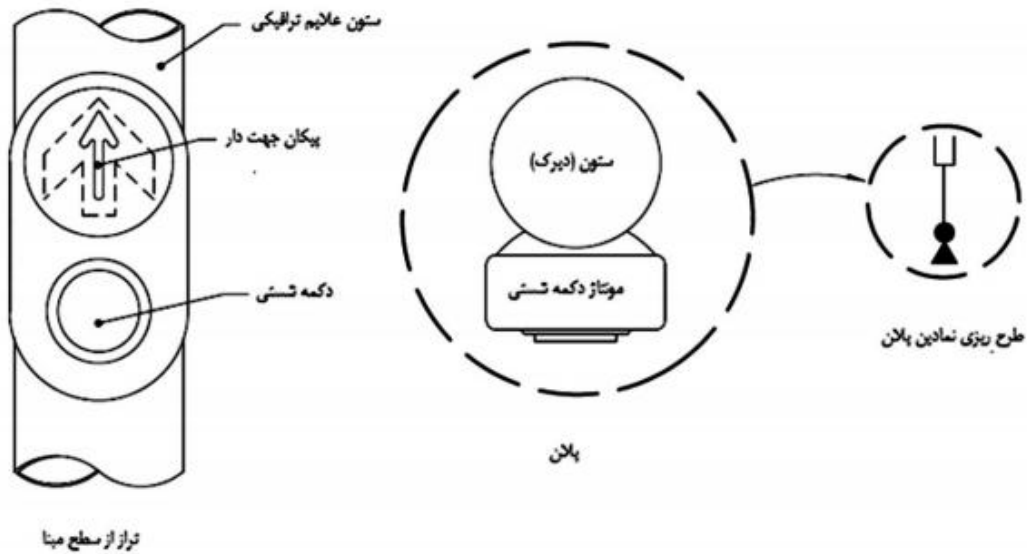 ستون علایم ترافیکی
پیکان جهت دار
دکمه شستی
تراز از سطح مبنا
ستون (دیرک)
مونتاژ دکمه شستی
پلان
طرح ریزی نمادین پلان